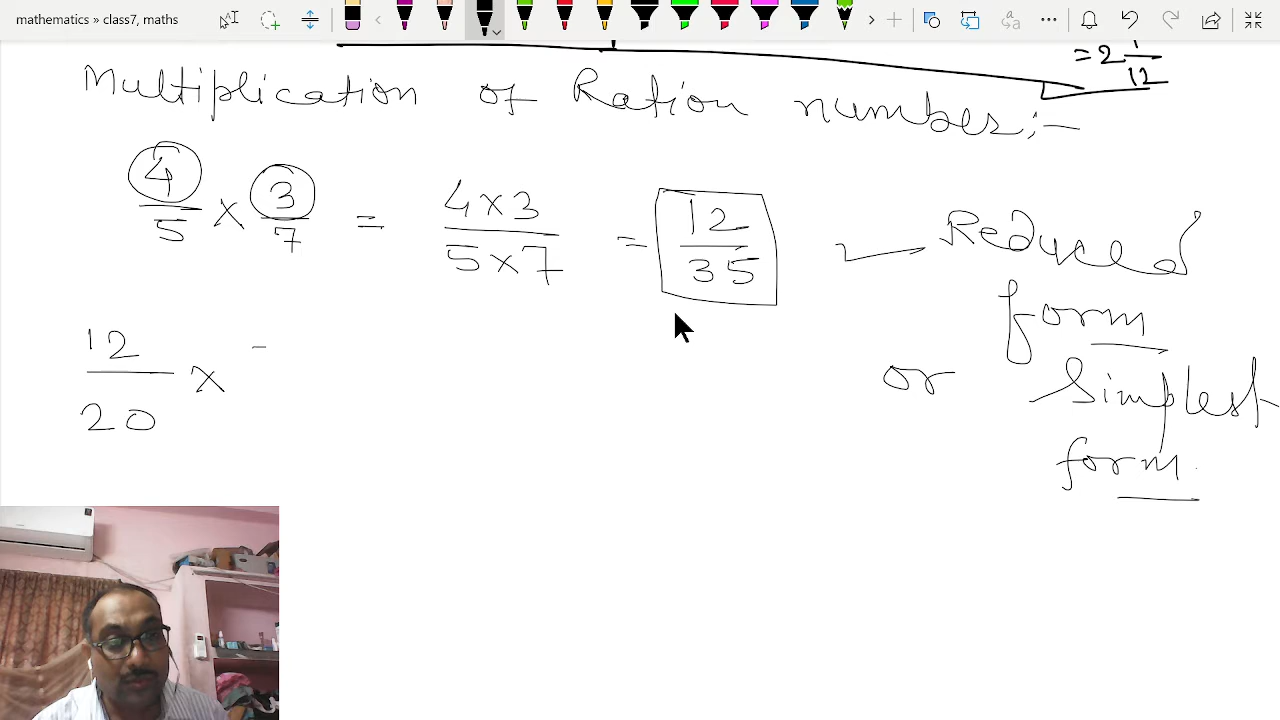 mathematics » class7, maths
= 2 1/12
Multiplication of Ration number:-
4/5 × 3/7 = 4×3/5×7 = 12/35 Reduced
form
12/20 ×
or Simplest
form.